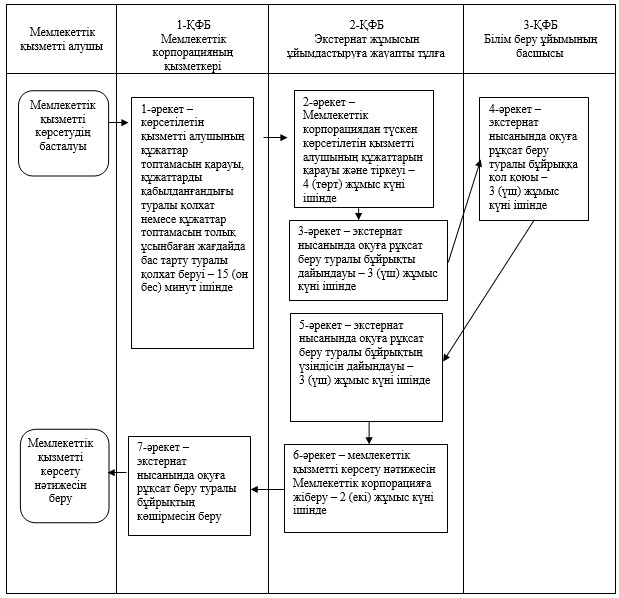 Мемлекеттік
қызметті алушы
1-ҚФБ
Мемлекеттік
корпорацияның
қызметкері
2-ҚФБ
Экстернат жұмысын
ұйымдастыруға жауапты тұлға
3-ҚФБ
Білім беру ұйымының
басшысы
Мемлекеттік
қызметті
көрсетудің
басталуы
1-әрекет –
көрсетілетін
қызметті алушының
құжаттар
топтамасын қарауы,
құжаттарды
қабылданғандығы
туралы қолхат
немесе құжаттар
топтамасын толық
ұсынбаған жағдайда
бас тарту туралы
қолхат беруі – 15 (он
бес) минут ішінде
2-әрекет –
Мемлекеттік
корпорациядан түскен
көрсетілетін қызметті
алушының құжаттарын
қарауы және тіркеуі –
4 (төрт) жұмыс күні
ішінде
3-әрекет – экстернат
нысанында оқуға рұқсат
беру туралы бұйрықты
дайындауы – 3 (үш) жұмыс
күні ішінде
4-әрекет –
экстернат
нысанында оқуға
рұқсат беру
туралы бұйрыққа
қол қоюы –
3 (үш) жұмыс
күні ішінде
5-әрекет – экстернат
нысанында оқуға рұқсат
беру туралы бұйрықтың
үзіндісін дайындауы –
3 (үш) жұмыс күні ішінде
6-әрекет – мемлекеттік
қызметті көрсету нәтижесін
Мемлекеттік корпорацияға
жіберу – 2 (екі) жұмыс күні
ішінде
7-әрекет –
экстернат
нысанында оқуға
рұқсат беру туралы
бұйрықтың
көшірмесін беру
Мемлекеттік
қызметті
көрсету
нәтижесін
беру